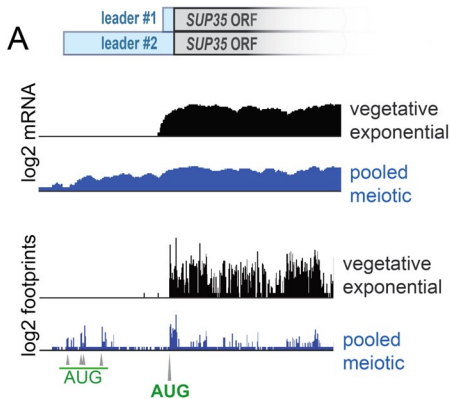 A
leader #1 SUP35 ORF
leader #2 SUP35 ORF
log2 mRNA
vegetative
exponential
pooled
meiotic
log2 footprints
vegetative
exponential
pooled
meiotic
AUG
AUG